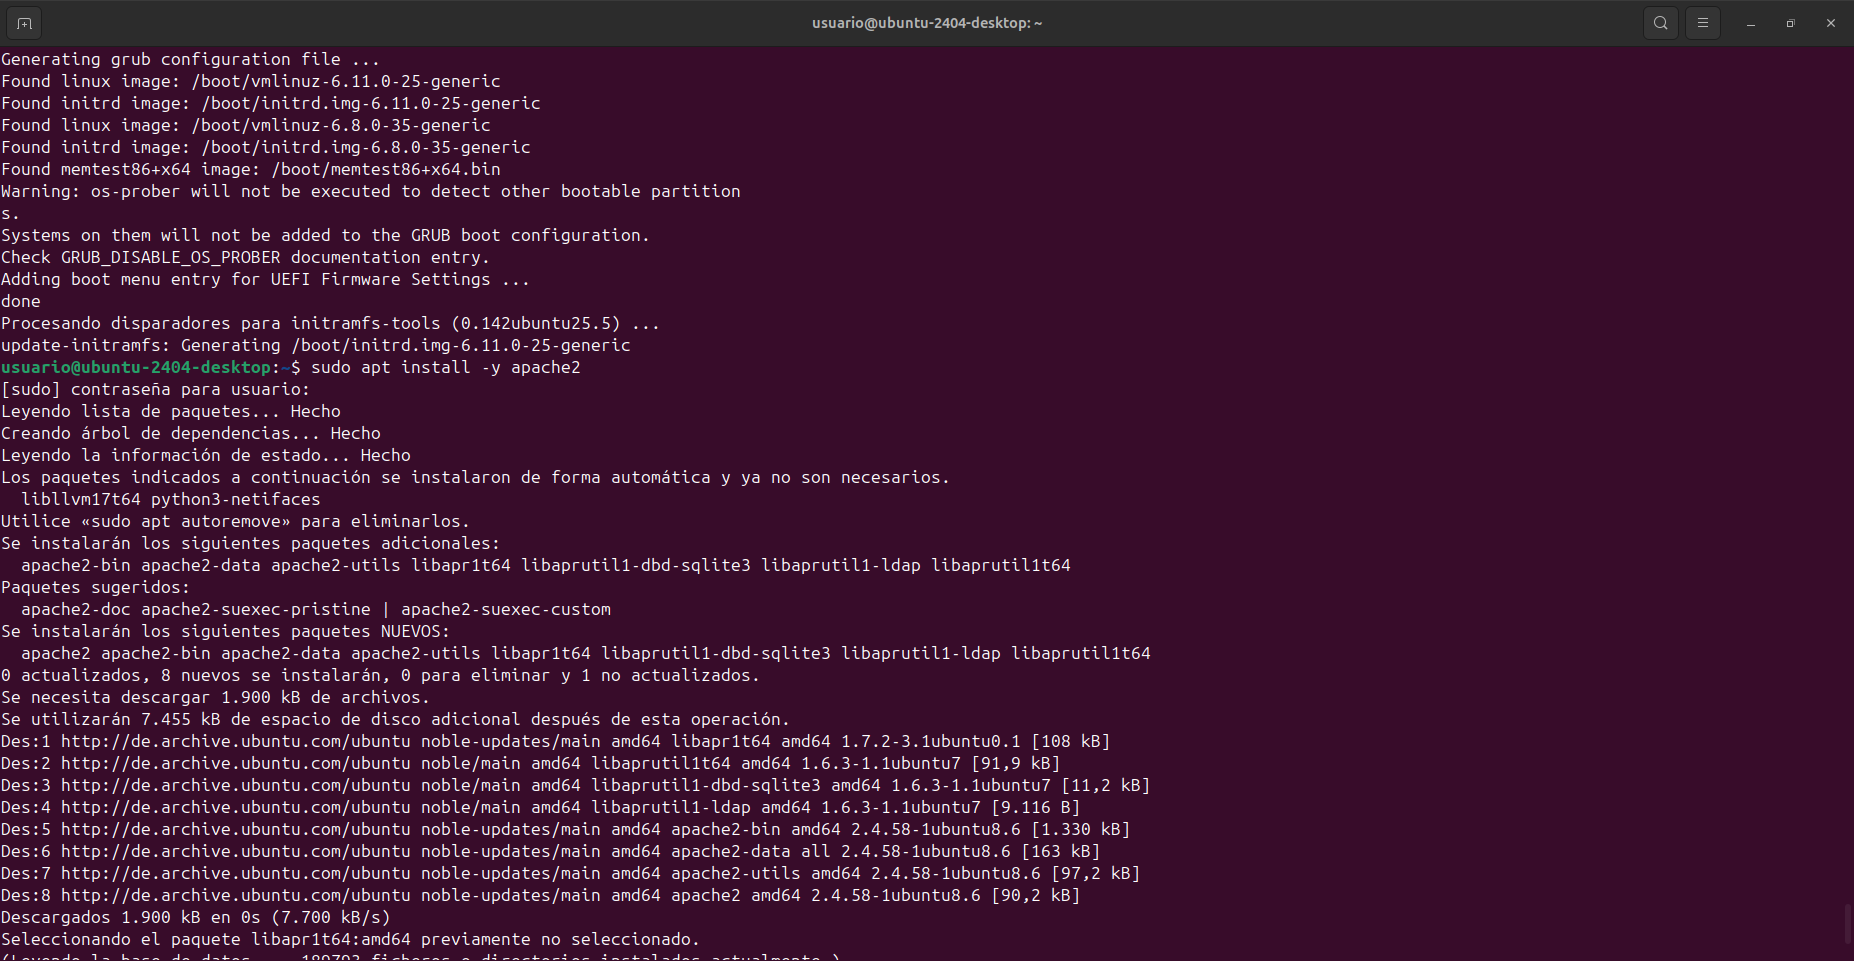 usuario@ubuntu-2404-desktop: ~
Generating grub configuration file ...
Found linux image: /boot/vmlinuz-6.11.0-25-generic
Found initrd image: /boot/initrd.img-6.11.0-25-generic
Found linux image: /boot/vmlinuz-6.8.0-35-generic
Found initrd image: /boot/initrd.img-6.8.0-35-generic
Found memtest86+x64 image: /boot/memtest86+x64.bin
Warning: os-prober will not be executed to detect other bootable partition
s.
Systems on them will not be added to the GRUB boot configuration.
Check GRUB_DISABLE_OS_PROBER documentation entry.
Adding boot menu entry for UEFI Firmware Settings ...
done
Procesando disparadores para initramfs-tools (0.142ubuntu25.5) ...
update-initramfs: Generating /boot/initrd.img-6.11.0-25-generic
usuario@ubuntu-2404-desktop:~$ sudo apt install -y apache2
[sudo] contraseña para usuario:
Leyendo lista de paquetes... Hecho
Creando árbol de dependencias... Hecho
Leyendo la información de estado... Hecho
Los paquetes indicados a continuación se instalaron de forma automática y ya no son necesarios.
  libllvm17t64 python3-netifaces
Utilice «sudo apt autoremove» para eliminarlos.
Se instalarán los siguientes paquetes adicionales:
  apache2-bin apache2-data apache2-utils libapr1t64 libaprutil1-dbd-sqlite3 libaprutil1-ldap libaprutil1t64
Paquetes sugeridos:
  apache2-doc apache2-suexec-pristine | apache2-suexec-custom
Se instalarán los siguientes paquetes NUEVOS:
  apache2 apache2-bin apache2-data apache2-utils libapr1t64 libaprutil1-dbd-sqlite3 libaprutil1-ldap libaprutil1t64
0 actualizados, 8 nuevos se instalarán, 0 para eliminar y 1 no actualizados.
Se necesita descargar 1.900 kB de archivos.
Se utilizarán 7.455 kB de espacio de disco adicional después de esta operación.
Des:1 http://de.archive.ubuntu.com/ubuntu noble-updates/main amd64 libapr1t64 amd64 1.7.2-3.1ubuntu0.1 [108 kB]
Des:2 http://de.archive.ubuntu.com/ubuntu noble/main amd64 libaprutil1t64 amd64 1.6.3-1.1ubuntu7 [91,9 kB]
Des:3 http://de.archive.ubuntu.com/ubuntu noble/main amd64 libaprutil1-dbd-sqlite3 amd64 1.6.3-1.1ubuntu7 [11,2 kB]
Des:4 http://de.archive.ubuntu.com/ubuntu noble/main amd64 libaprutil1-ldap amd64 1.6.3-1.1ubuntu7 [9.116 B]
Des:5 http://de.archive.ubuntu.com/ubuntu noble-updates/main amd64 apache2-bin amd64 2.4.58-1ubuntu8.6 [1.330 kB]
Des:6 http://de.archive.ubuntu.com/ubuntu noble-updates/main amd64 apache2-data all 2.4.58-1ubuntu8.6 [163 kB]
Des:7 http://de.archive.ubuntu.com/ubuntu noble-updates/main amd64 apache2-utils amd64 2.4.58-1ubuntu8.6 [97,2 kB]
Des:8 http://de.archive.ubuntu.com/ubuntu noble-updates/main amd64 apache2 amd64 2.4.58-1ubuntu8.6 [90,2 kB]
Descargados 1.900 kB en 0s (7.700 kB/s)
Seleccionando el paquete libapr1t64:amd64 previamente no seleccionado.
(Leyendo la base de datos ... 189793 ficheros o directorios instalados actualmente.)